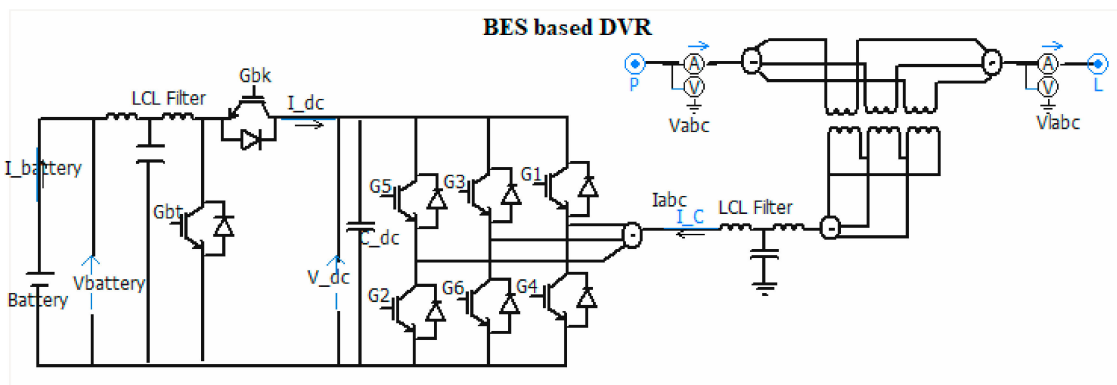 BES based DVR
Gbk
LCL Filter
I_dc
P
A
V
Vabc
A
V
L
Vlabc
I_battery
G5
G3
G1
Gbt
C_dc
Iabc
I_C
LCL Filter
Battery
Vbattery
V_dc
G2
G6
G4